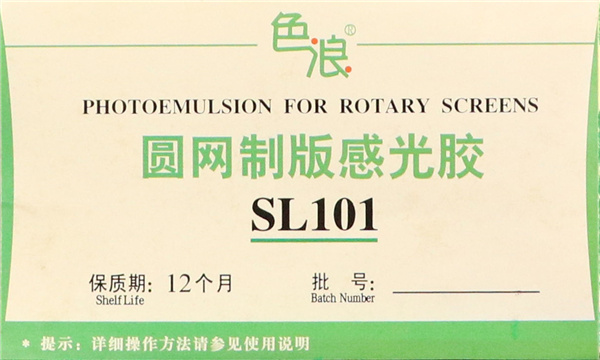 色浪®
PHOTOEMULSION FOR ROTARY SCREENS
圆网制版感光胶
SL101
保质期：12个月 批 号：
Shelf Life Batch Number
* 提示：详细操作方法请参见使用说明